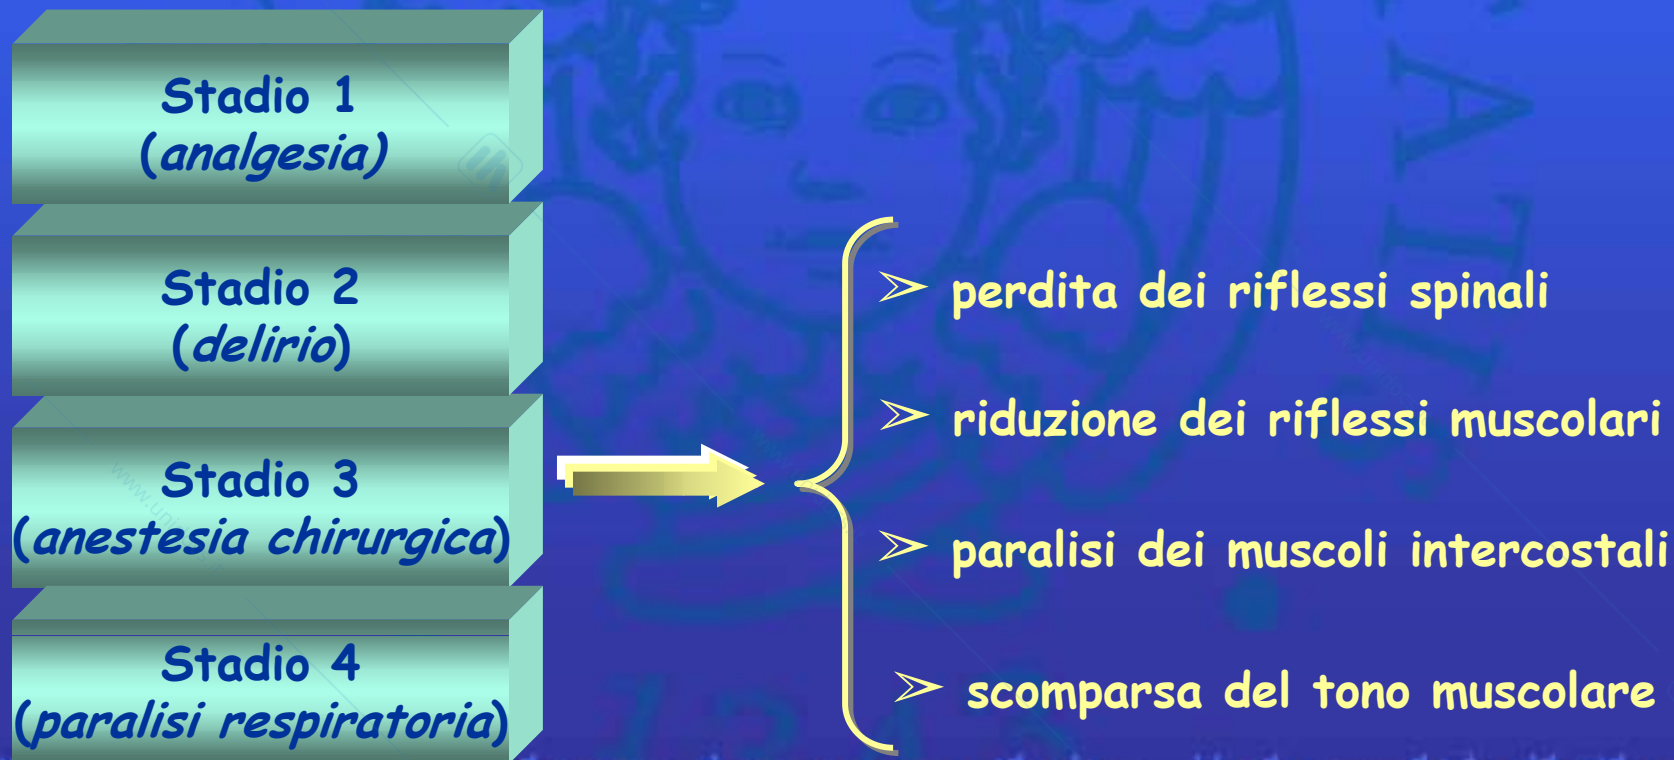 Stadio 1
(analgesia)
Stadio 2
(delirio)
Stadio 3
(anestesia chirurgica)
Stadio 4
(paralisi respiratoria)
➢ perdita dei riflessi spinali
➢ riduzione dei riflessi muscolari
➢ paralisi dei muscoli intercostali
➢ scomparsa del tono muscolare